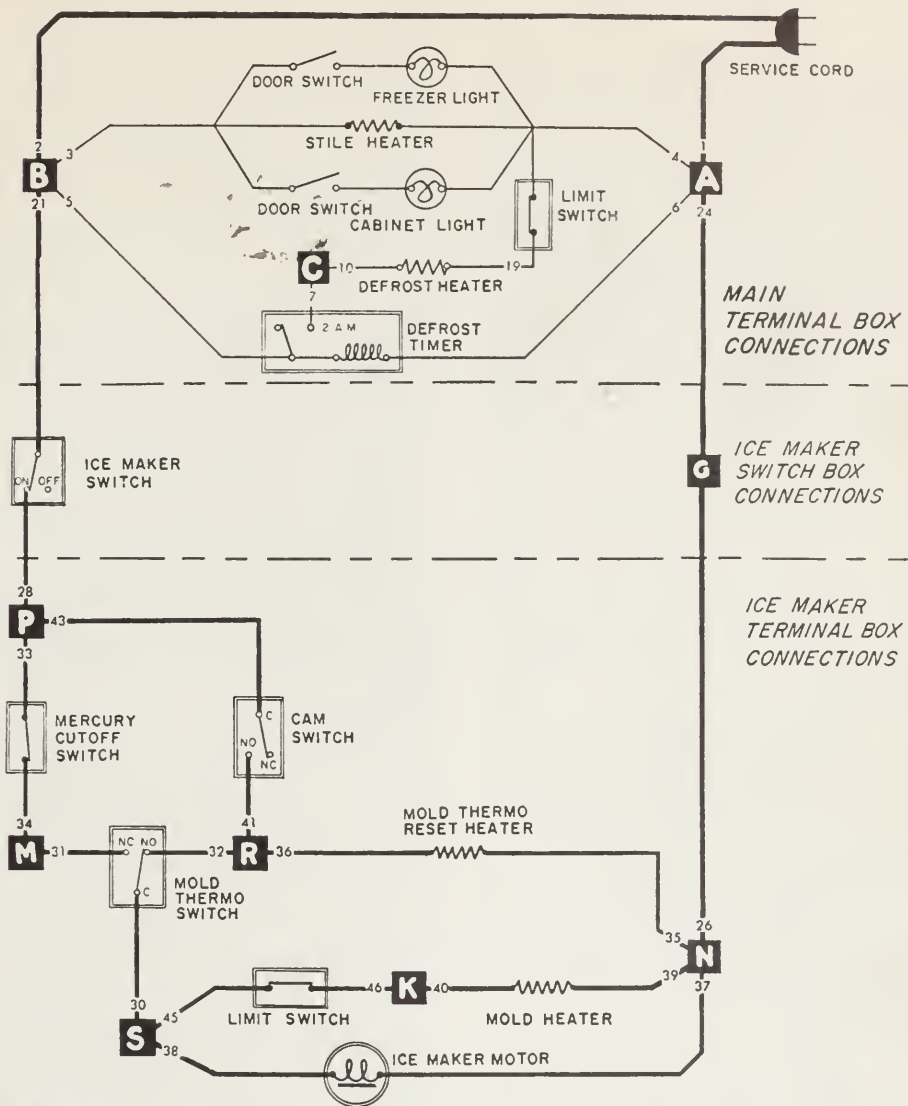 SERVICE CORD
DOOR SWITCH
FREEZER LIGHT
2
3
STILE HEATER
4
1
B
A
21
5
DOOR SWITCH
CABINET LIGHT
LIMIT
SWITCH
6
24
C
10
19
DEFROST HEATER
7
2 A M
DEFROST
TIMER
MAIN
TERMINAL BOX
CONNECTIONS
ICE MAKER
SWITCH
ON
OFF
G
ICE MAKER
SWITCH BOX
CONNECTIONS
28
P
43
33
ICE MAKER
TERMINAL BOX
CONNECTIONS
MERCURY
CUTOFF
SWITCH
C
NO
NC
CAM
SWITCH
34
41
MOLD THERMO
RESET HEATER
M
31
NC
NO
32
R
36
C
MOLD
THERMO
SWITCH
26
35
N
39
37
30
45
46
K
40
S
LIMIT SWITCH
MOLD HEATER
38
ICE MAKER MOTOR